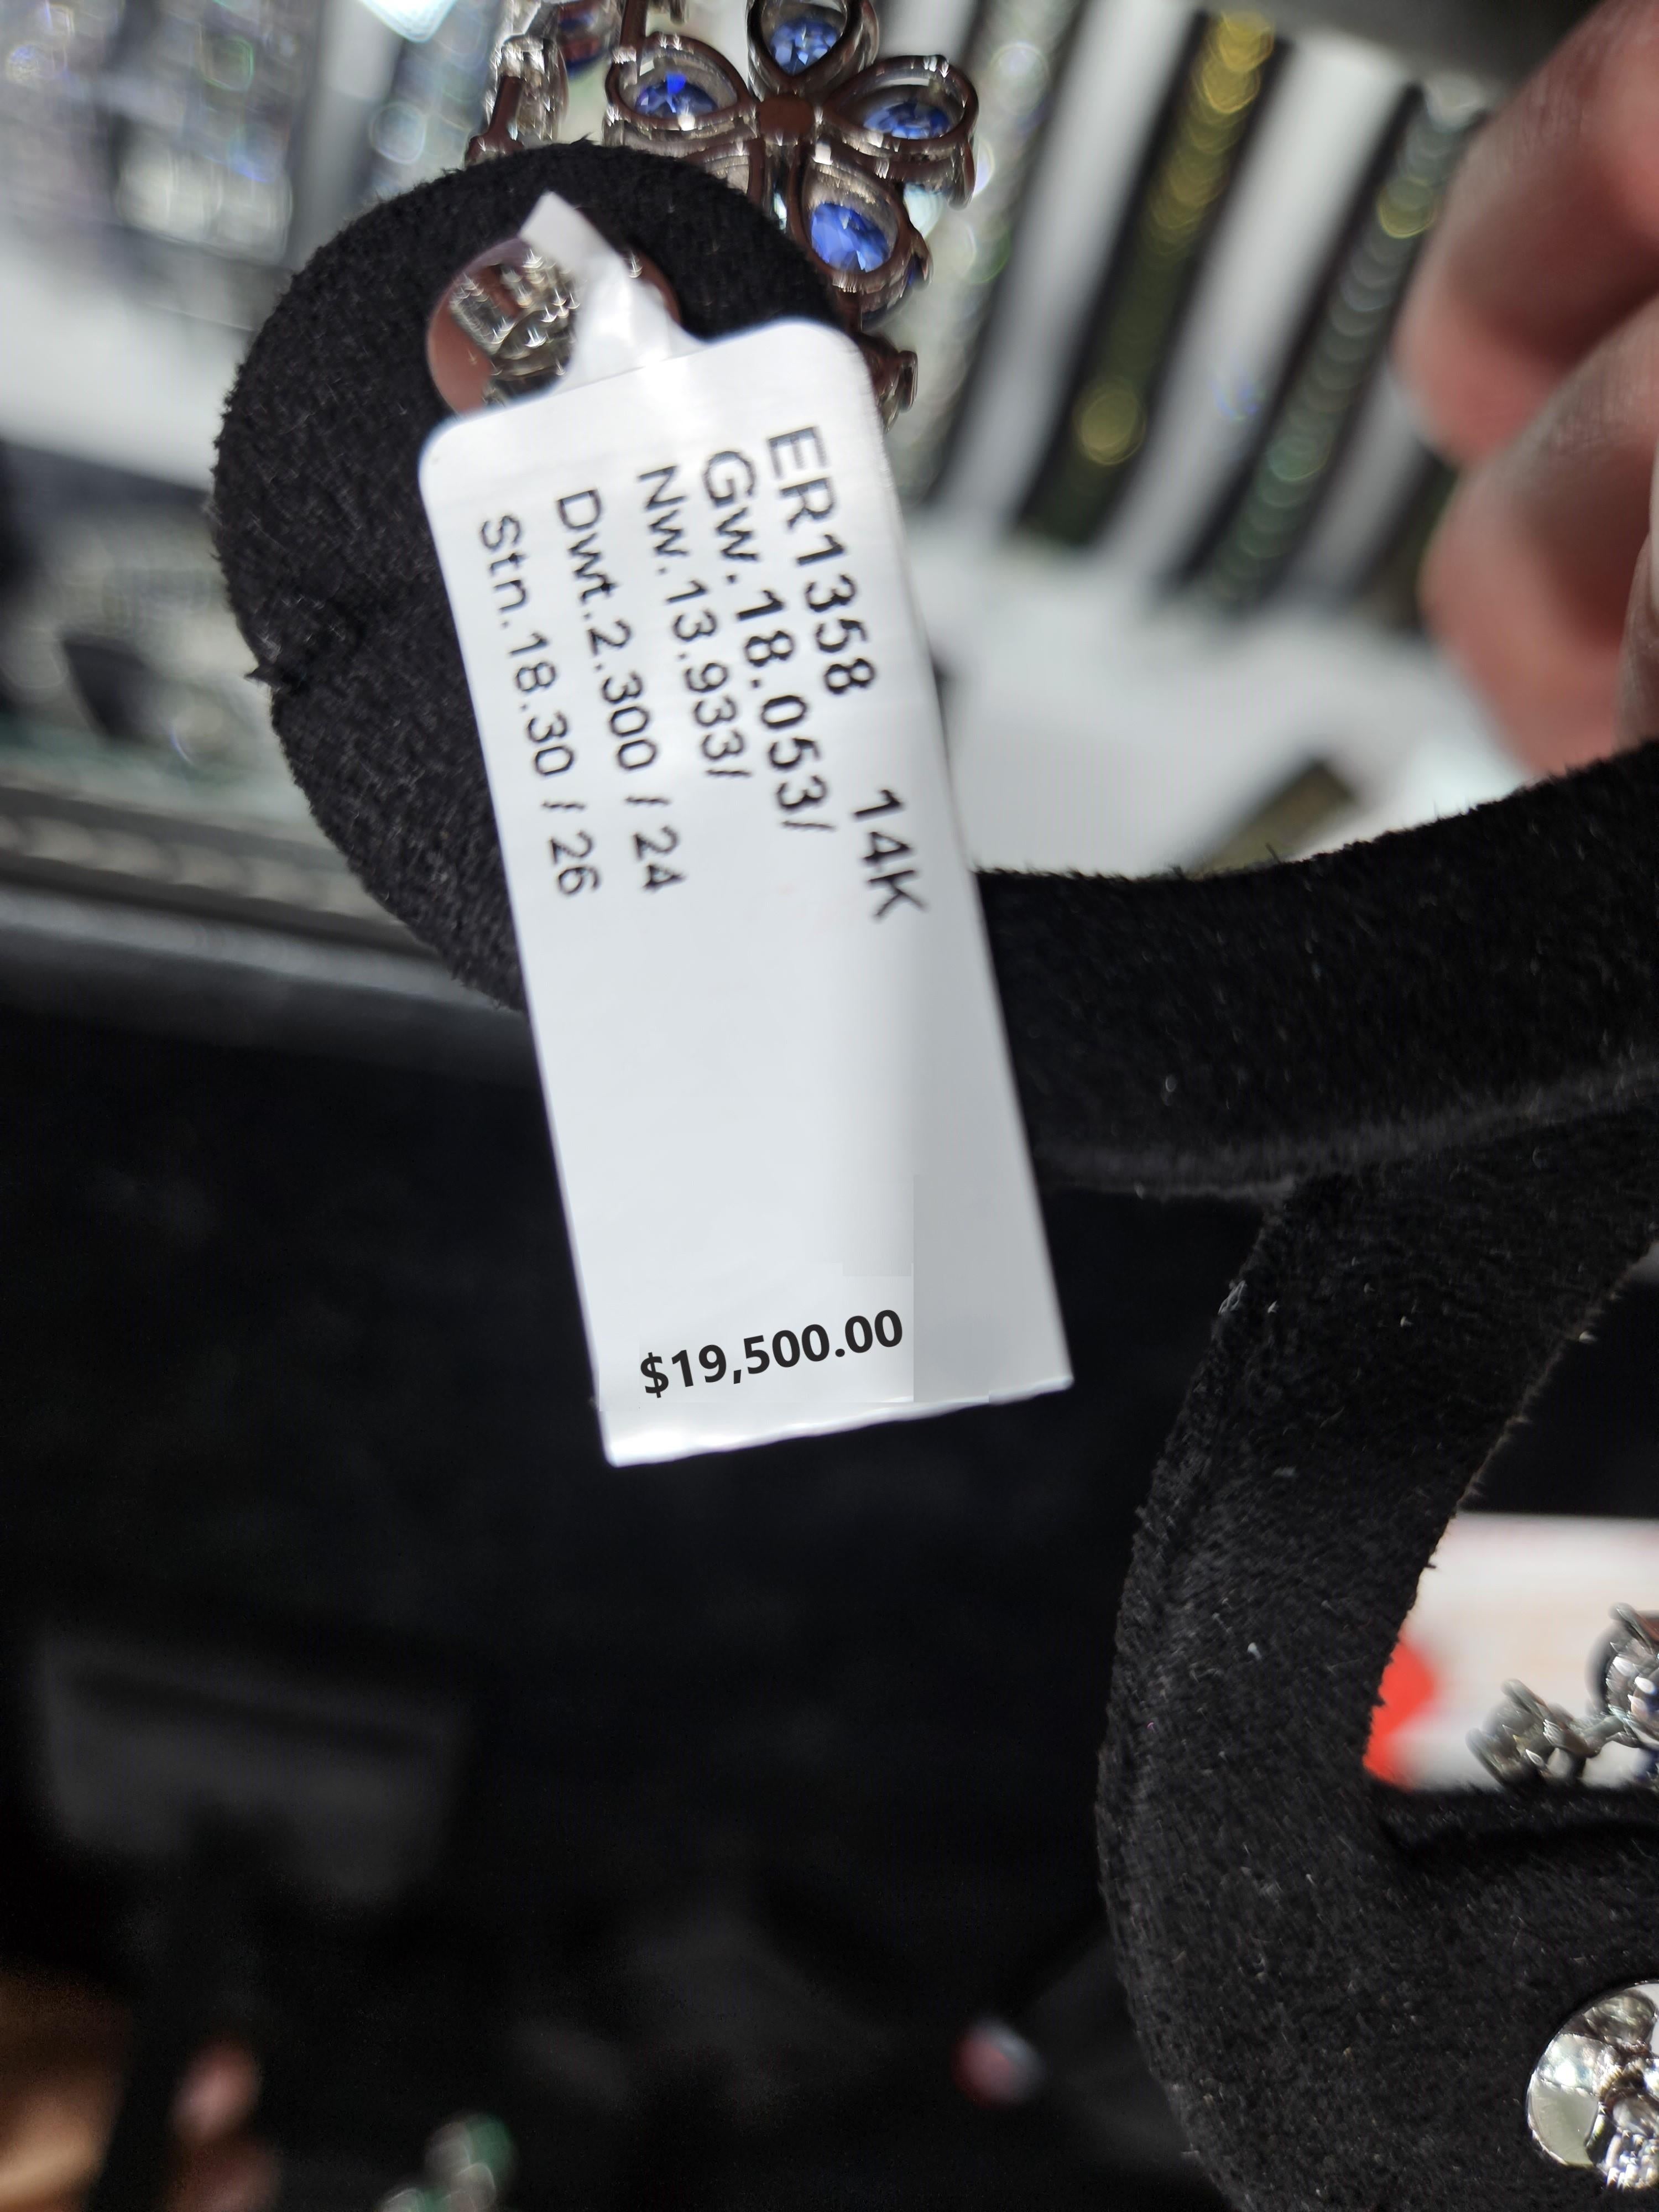 ER1358 14K
Gw.18.053/
Nw.13.933/
Dwt.2.300 / 24
Stn.18.30 / 26
$19,500.00